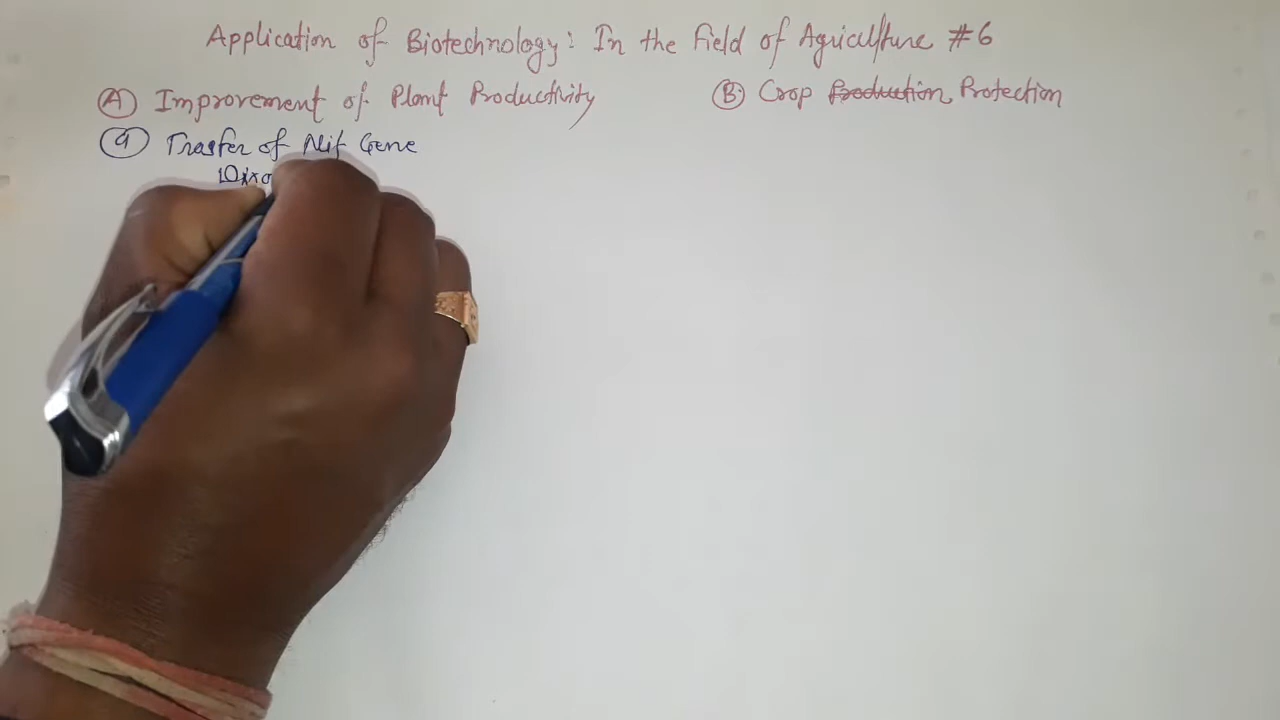 Application of Biotechnology: In the field of Agriculture #6
Ⓐ Improvement of Plant Productivity
Ⓑ Crop Production Protection
ⓐ Trasfer of Nif Gene